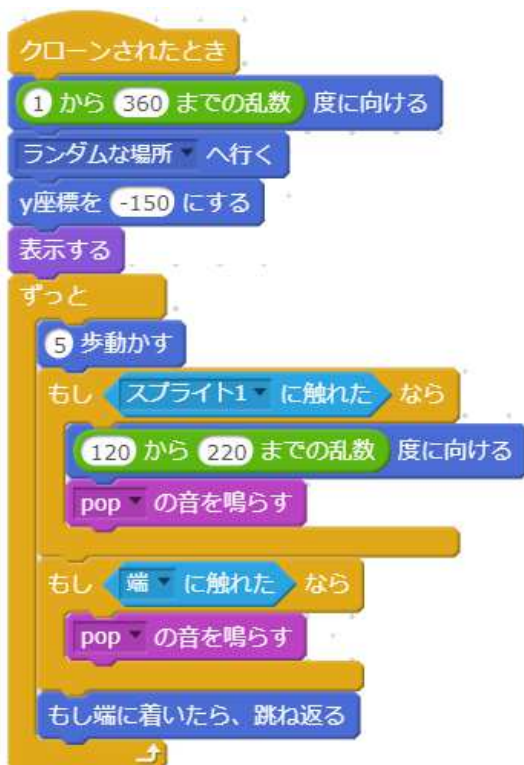 クローンされたとき
1 から 360 までの乱数 度に向ける
ランダムな場所 へ行く
y座標を -150 にする
表示する
ずっと
5 歩動かす
もし スプライト1 に触れた なら
120 から 220 までの乱数 度に向ける
pop の音を鳴らす
もし 端 に触れた なら
pop の音を鳴らす
もし端に着いたら、跳ね返る